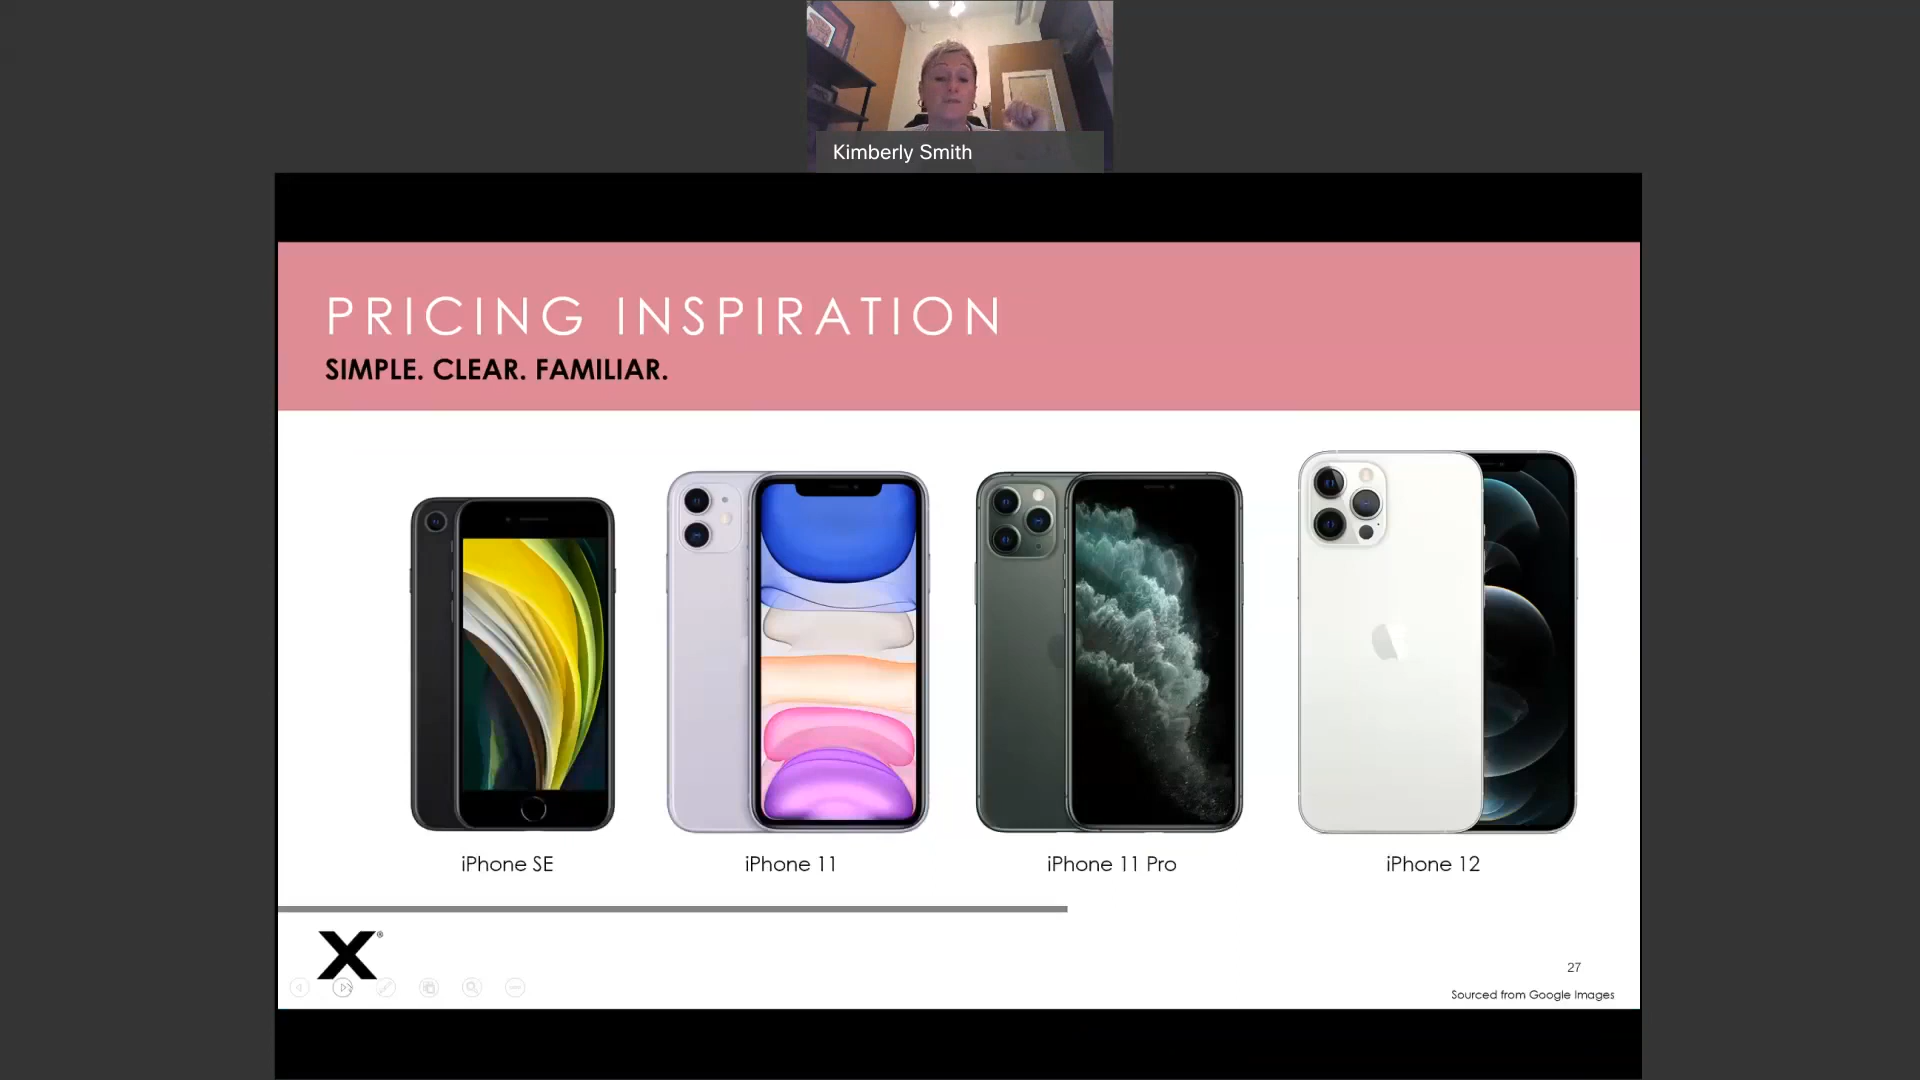 Kimberly Smith
PRICING INSPIRATION
SIMPLE. CLEAR. FAMILIAR.
iPhone SE
iPhone 11
iPhone 11 Pro
iPhone 12
X®
27
Sourced from Google Images